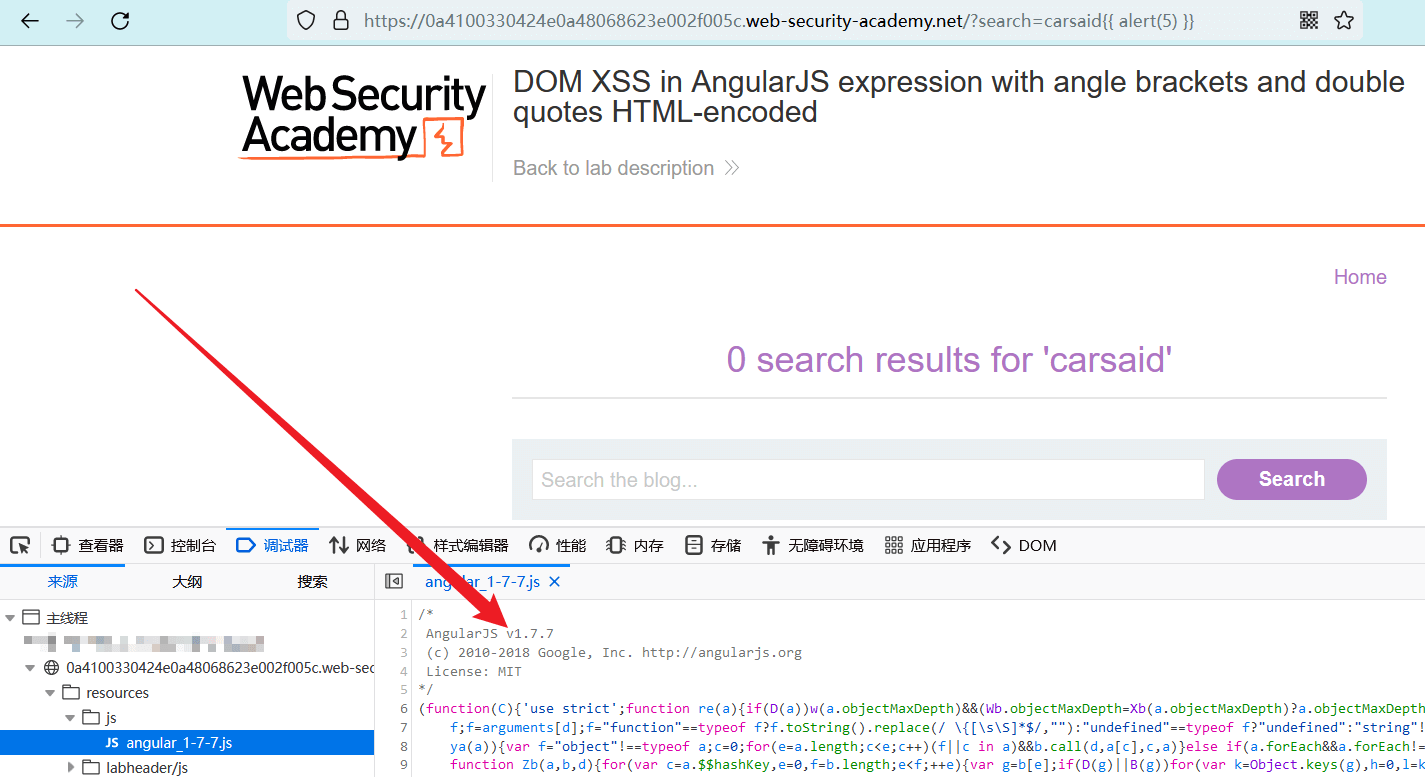 https://0a4100330424e0a48068623e002f005c.web-security-academy.net/?search=carsaid{{ alert(5) }}
Web Security
Academy
DOM XSS in AngularJS expression with angle brackets and double
quotes HTML-encoded
Back to lab description
Home
0 search results for 'carsaid'
Search the blog...
Search
查看器
控制台
调试器
网络
样式编辑器
性能
内存
存储
无障碍环境
应用程序
DOM
来源
大纲
搜索
angular_1-7-7.js
主线程
0a4100330424e0a48068623e002f005c.web-sec
resources
js
JS angular_1-7-7.js
labheader/js
1 /*
2 AngularJS v1.7.7
3 (c) 2010-2018 Google, Inc. http://angularjs.org
4 License: MIT
5 */
6 (function(C){'use strict';function re(a){if(D(a))w(a.objectMaxDepth)&&(Wb.objectMaxDepth=Xb(a.objectMaxDepth)?a.objectMaxDepth
7 f;f=arguments[d];f="function"==typeof f?f.toString().replace(/ \{[\s\S]*$/,""):"undefined"==typeof f?"undefined":"string"!
8 ya(a)){var f="object"!==typeof a;c=0;for(e=a.length;c<e;c++)(f||c in a)&&b.call(d,a[c],c,a)}else if(a.forEach&&a.forEach!=
9 function Zb(a,b,d){for(var c=a.$$hashKey,e=0,f=b.length;e<f;++e){var g=b[e];if(D(g)||B(g))for(var k=Object.keys(g),h=0,l=k